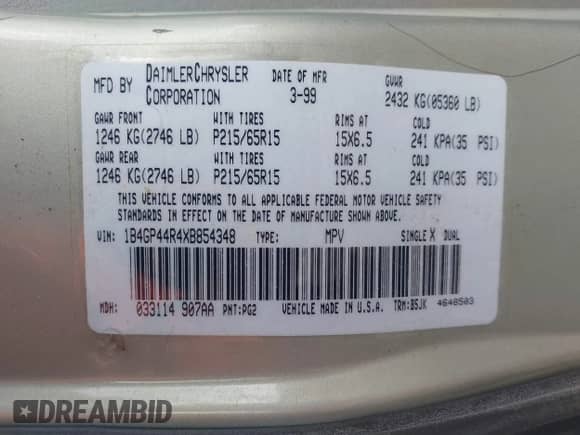 MFD BY DAIMLERCHRYSLER CORPORATION DATE OF MFR 3-99 GVWR 2432 KG(05360 LB)
GAWR FRONT WITH TIRES RIMS AT COLD
1246 KG(2746 LB) P215/65R15 15X6.5 241 KPA(35 PSI)
GAWR REAR WITH TIRES RIMS AT COLD
1246 KG(2746 LB) P215/65R15 15X6.5 241 KPA(35 PSI)
THIS VEHICLE CONFORMS TO ALL APPLICABLE FEDERAL MOTOR VEHICLE SAFETY
STANDARDS IN EFFECT ON THE DATE OF MANUFACTURE SHOWN ABOVE.
VIN: 1B4GP44R4XB854348 TYPE: MPV SINGLE X DUAL
MDH: 033114 907AA PNT:PG2 VEHICLE MADE IN U.S.A. TRM:BSJK 4648503
DREAMBID